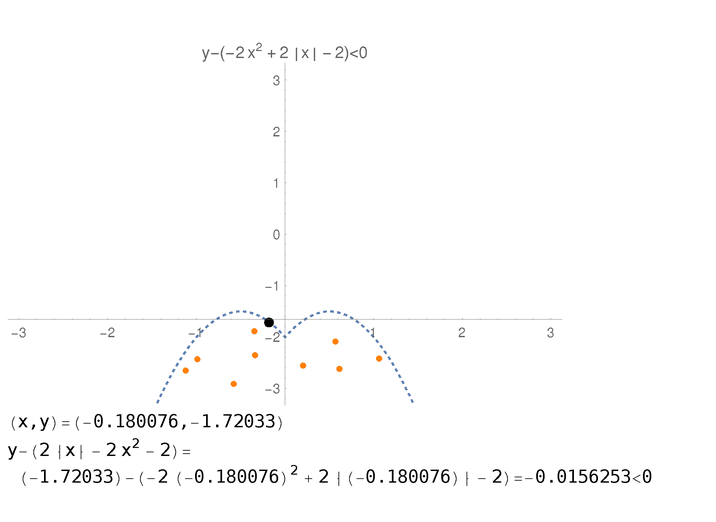 y−(−2 x² + 2 |x| − 2)<0
3
2
1
0
−1
−2
−3
−3 −2 −1 1 2 3
(x,y)=(−0.180076,−1.72033)
y−(2 |x| − 2 x² − 2)=
(−1.72033)−(−2 (−0.180076)² + 2 |(−0.180076)| − 2)=−0.0156253<0